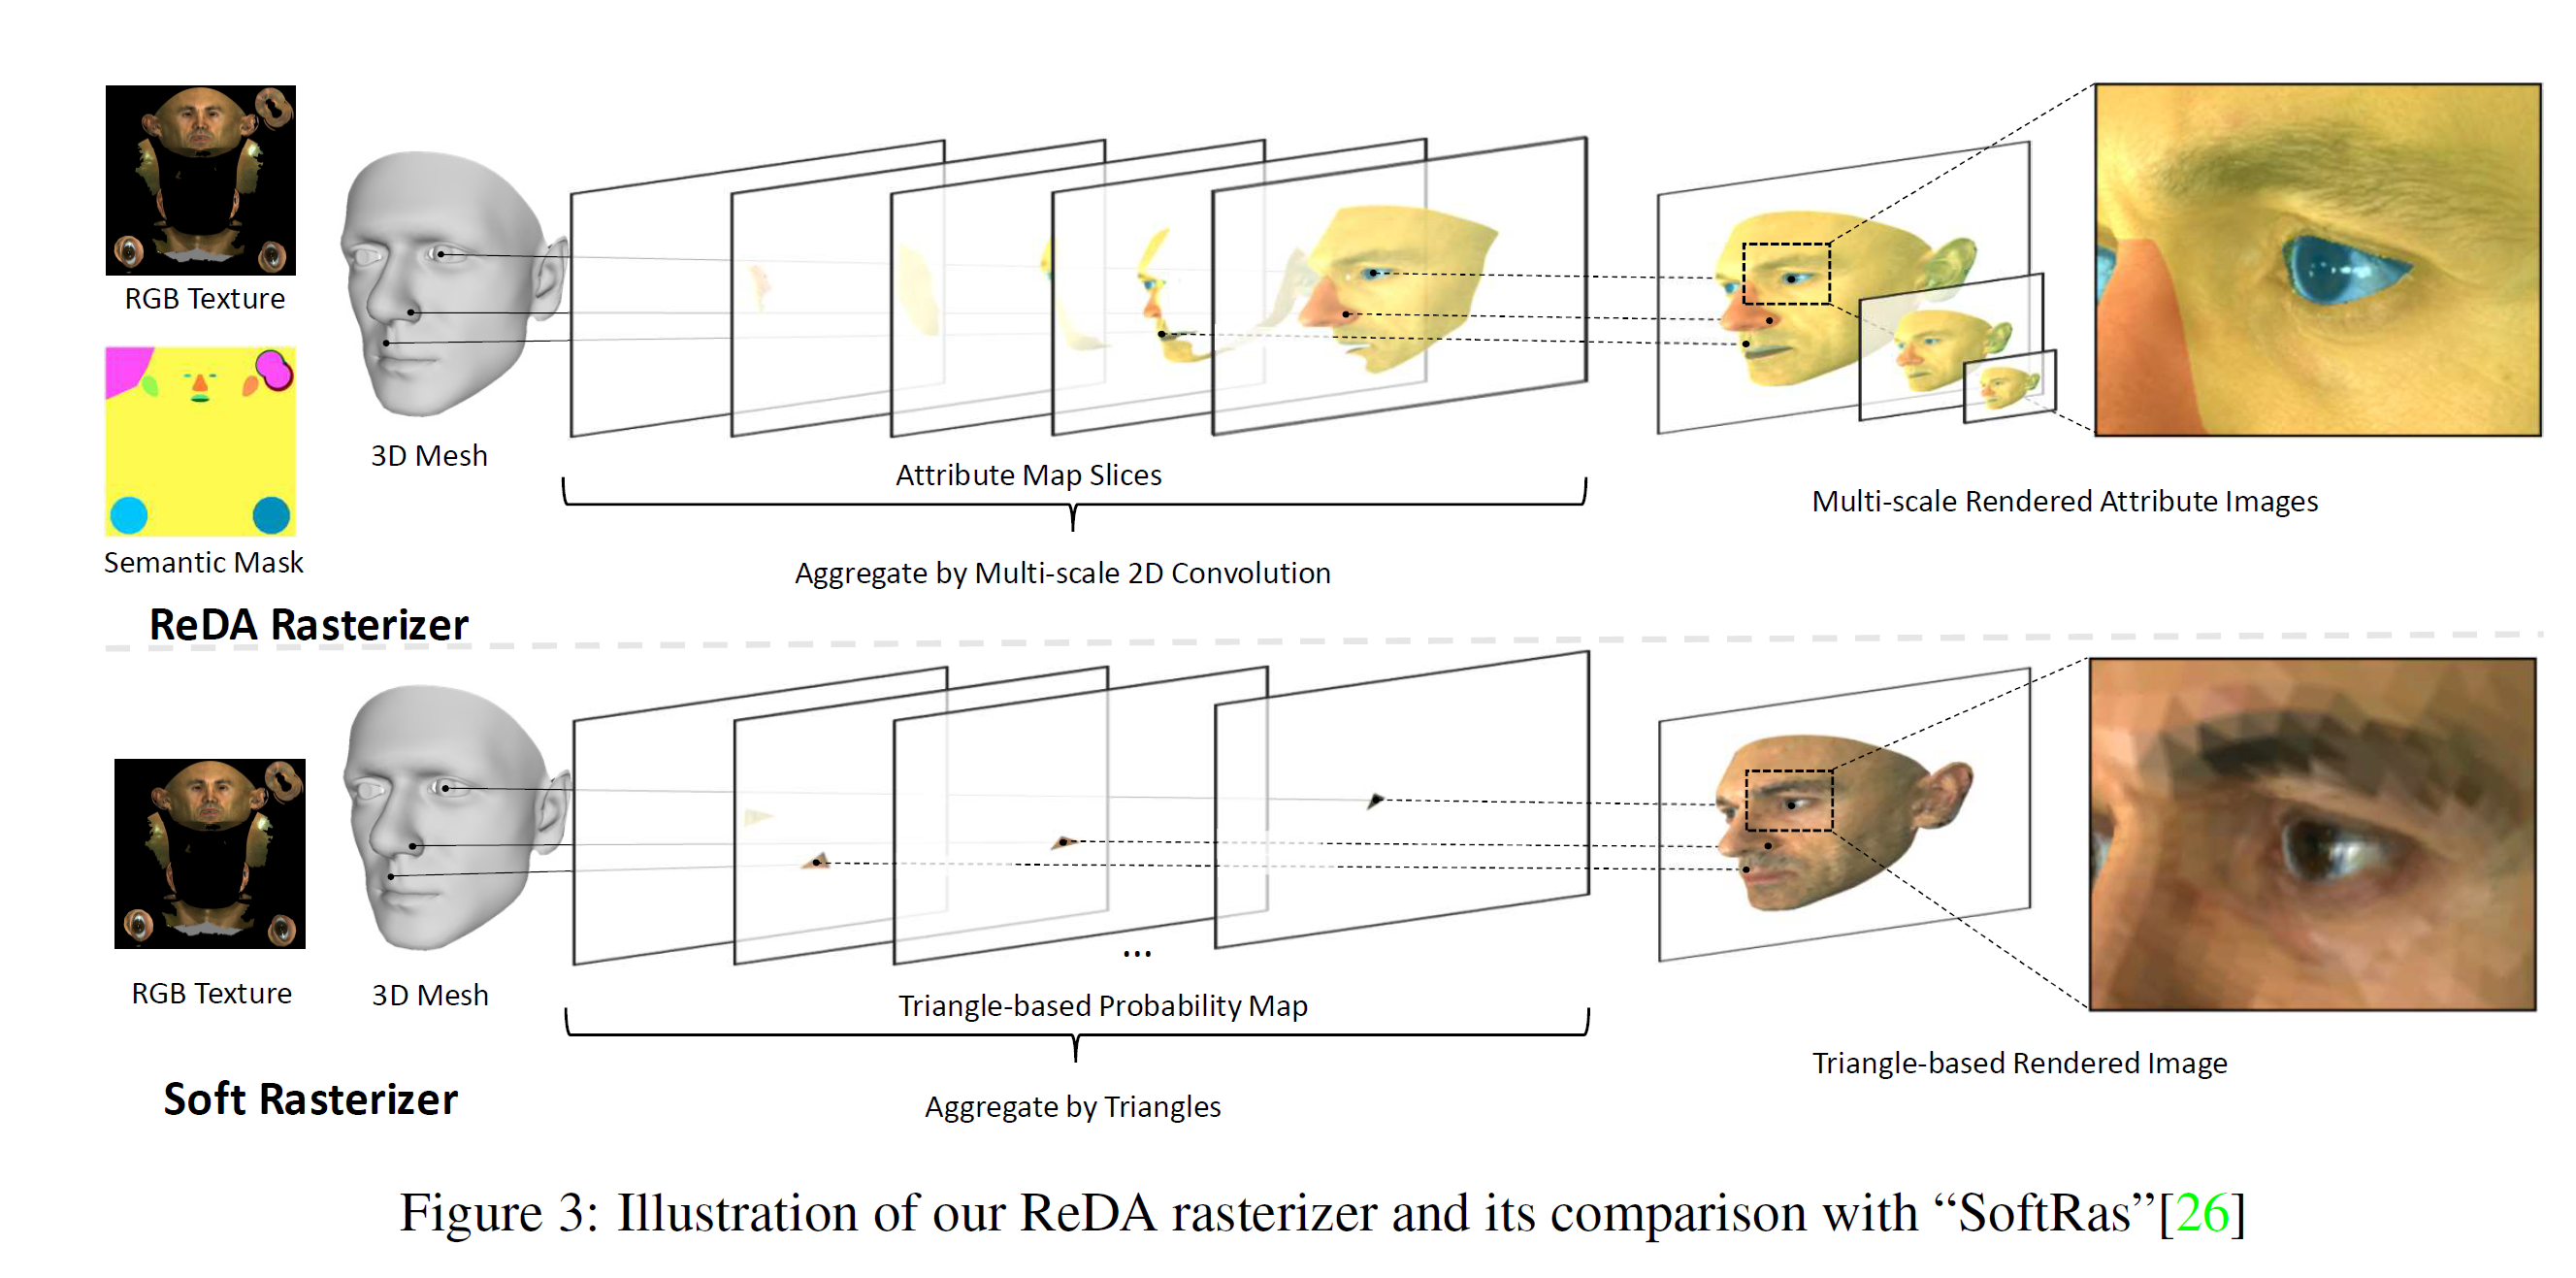 RGB Texture
Semantic Mask
3D Mesh
Attribute Map Slices
Aggregate by Multi-scale 2D Convolution
Multi-scale Rendered Attribute Images
ReDA Rasterizer
RGB Texture
3D Mesh
...
Triangle-based Probability Map
Aggregate by Triangles
Triangle-based Rendered Image
Soft Rasterizer
Figure 3: Illustration of our ReDA rasterizer and its comparison with “SoftRas”[26]